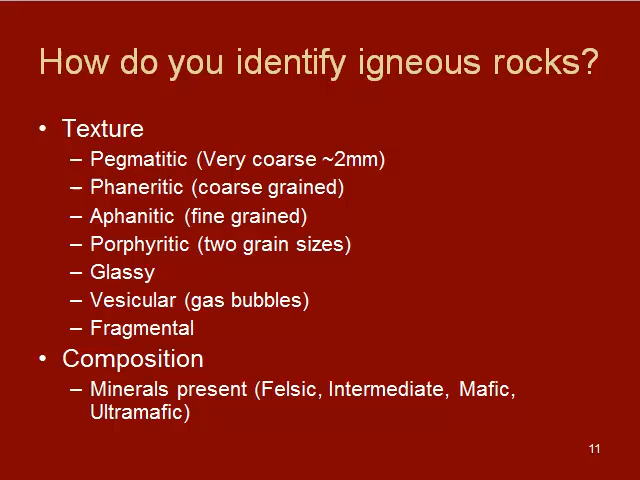 How do you identify igneous rocks?
• Texture
– Pegmatitic (Very coarse ~2mm)
– Phaneritic (coarse grained)
– Aphanitic (fine grained)
– Porphyritic (two grain sizes)
– Glassy
– Vesicular (gas bubbles)
– Fragmental
• Composition
– Minerals present (Felsic, Intermediate, Mafic,
Ultramafic)
11